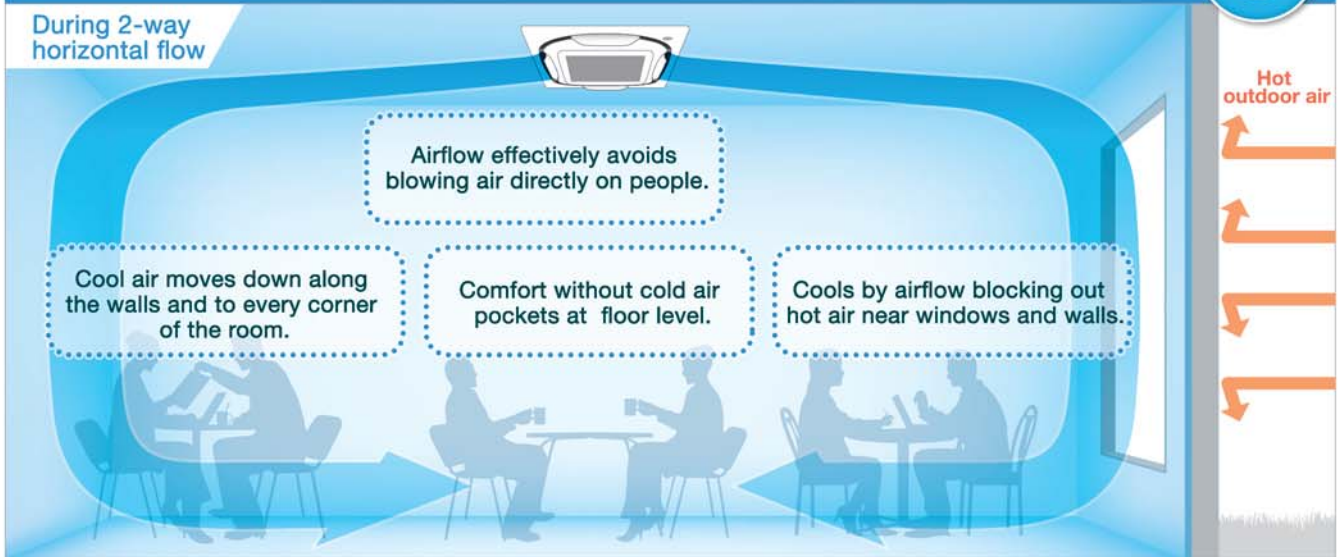 During 2-way
horizontal flow
Hot
outdoor air
Airflow effectively avoids
blowing air directly on people.
Cool air moves down along
the walls and to every corner
of the room.
Comfort without cold air
pockets at floor level.
Cools by airflow blocking out
hot air near windows and walls.